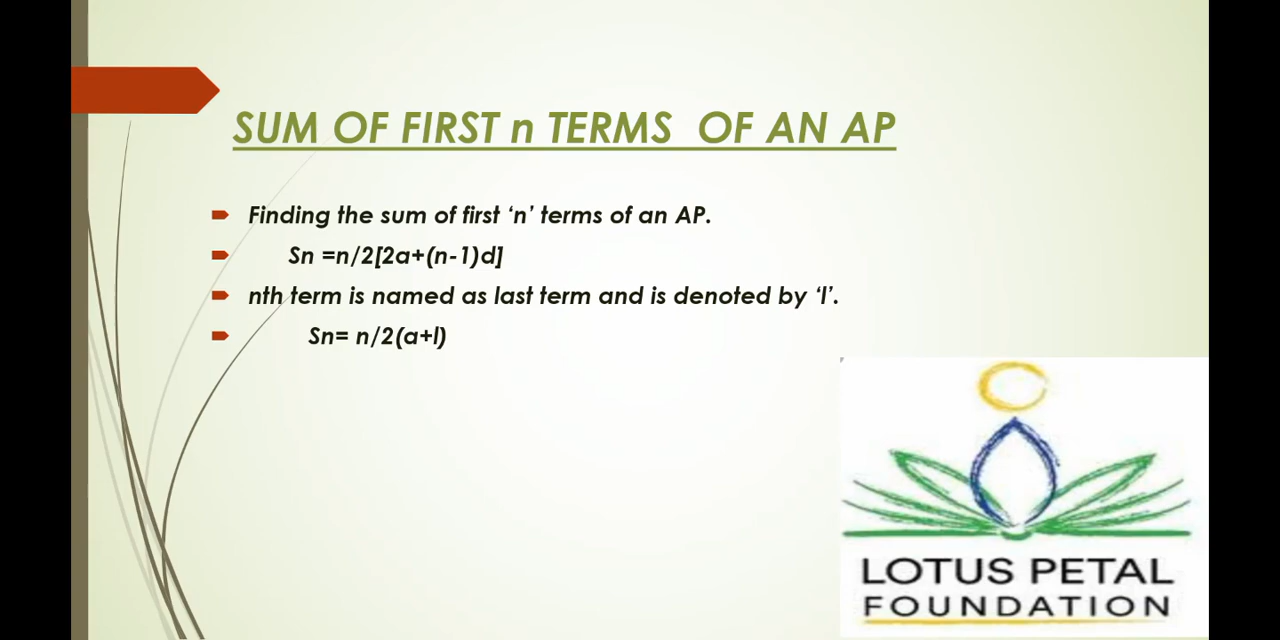 SUM OF FIRST n TERMS OF AN AP
Finding the sum of first ‘n’ terms of an AP.
Sn =n/2[2a+(n-1)d]
nth term is named as last term and is denoted by ‘l’.
Sn= n/2(a+l)
LOTUS PETAL
FOUNDATION